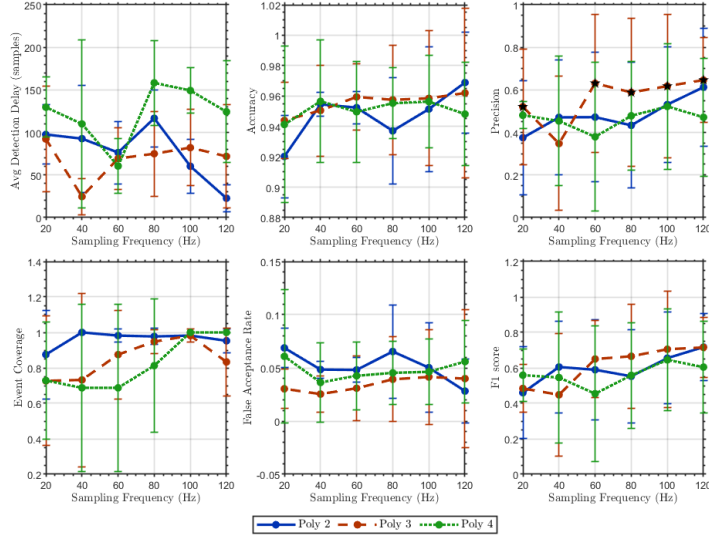 250
200
150
100
50
0
Avg Detection Delay (samples)
20 40 60 80 100 120
Sampling Frequency (Hz)
1.02
1
0.98
0.96
0.94
0.92
0.9
0.88
Accuracy
20 40 60 80 100 120
Sampling Frequency (Hz)
1
0.8
0.6
0.4
0.2
0
Precision
20 40 60 80 100 120
Sampling Frequency (Hz)
1.4
1.2
1
0.8
0.6
0.4
0.2
Event Coverage
20 40 60 80 100 120
Sampling Frequency (Hz)
0.15
0.1
0.05
0
-0.05
False Acceptance Rate
20 40 60 80 100 120
Sampling Frequency (Hz)
1.2
1
0.8
0.6
0.4
0.2
0
F1 score
20 40 60 80 100 120
Sampling Frequency (Hz)
Poly 2 Poly 3 Poly 4